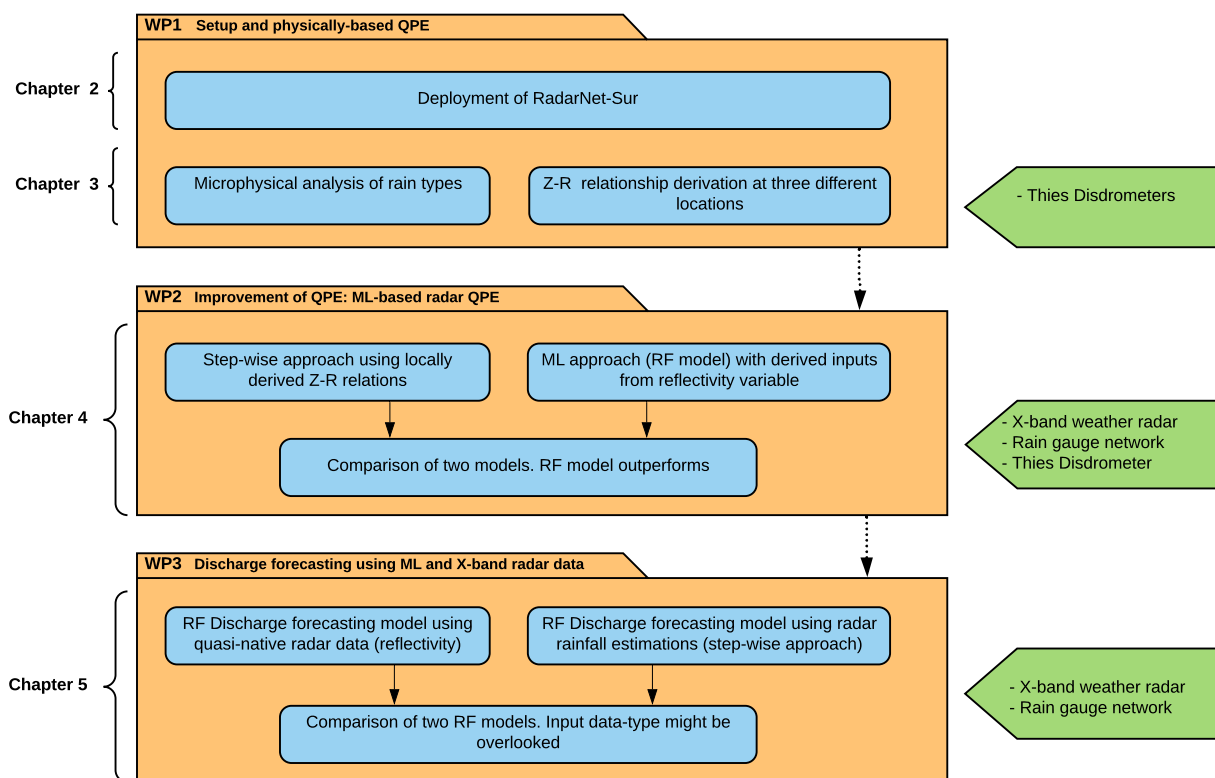 WP1 Setup and physically-based QPE
Chapter 2
Deployment of RadarNet-Sur
Chapter 3
Microphysical analysis of rain types
Z-R relationship derivation at three different
locations
- Thies Disdrometers
WP2 Improvement of QPE: ML-based radar QPE
Chapter 4
Step-wise approach using locally
derived Z-R relations
ML approach (RF model) with derived inputs
from reflectivity variable
Comparison of two models. RF model outperforms
- X-band weather radar
- Rain gauge network
- Thies Disdrometer
WP3 Discharge forecasting using ML and X-band radar data
Chapter 5
RF Discharge forecasting model using
quasi-native radar data (reflectivity)
RF Discharge forecasting model using radar
rainfall estimations (step-wise approach)
Comparison of two RF models. Input data-type might be
overlooked
- X-band weather radar
- Rain gauge network